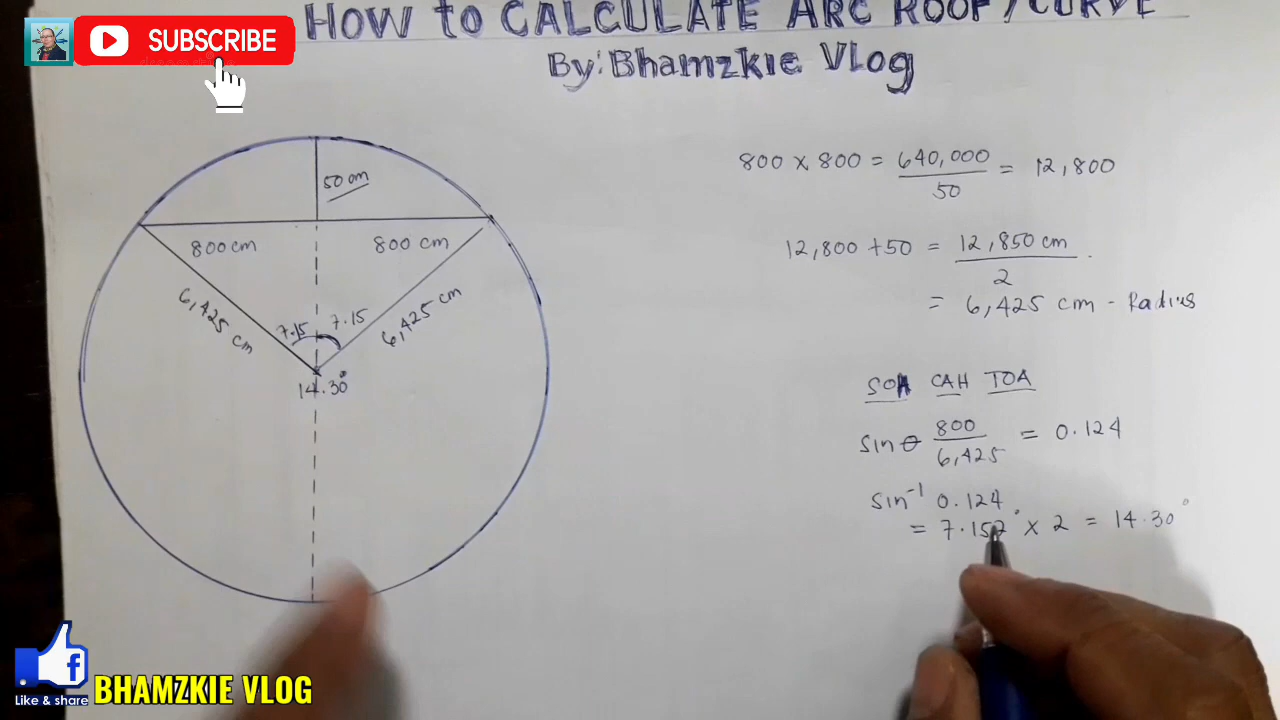 HOW to CALCULATE ARC ROOF/CURVE
By: Bhamzkie Vlog
SUBSCRIBE
50 cm
800 cm 800 cm
6,425 cm 6,425 cm
7.15 7.15
14.30°
800 x 800 = 640,000 / 50 = 12,800
12,800 + 50 = 12,850 cm / 2
= 6,425 cm - Radius
SOH CAH TOA
sin θ 800 / 6,425 = 0.124
sin⁻¹ 0.124
= 7.152° x 2 = 14.30°
Like & share
BHAMZKIE VLOG